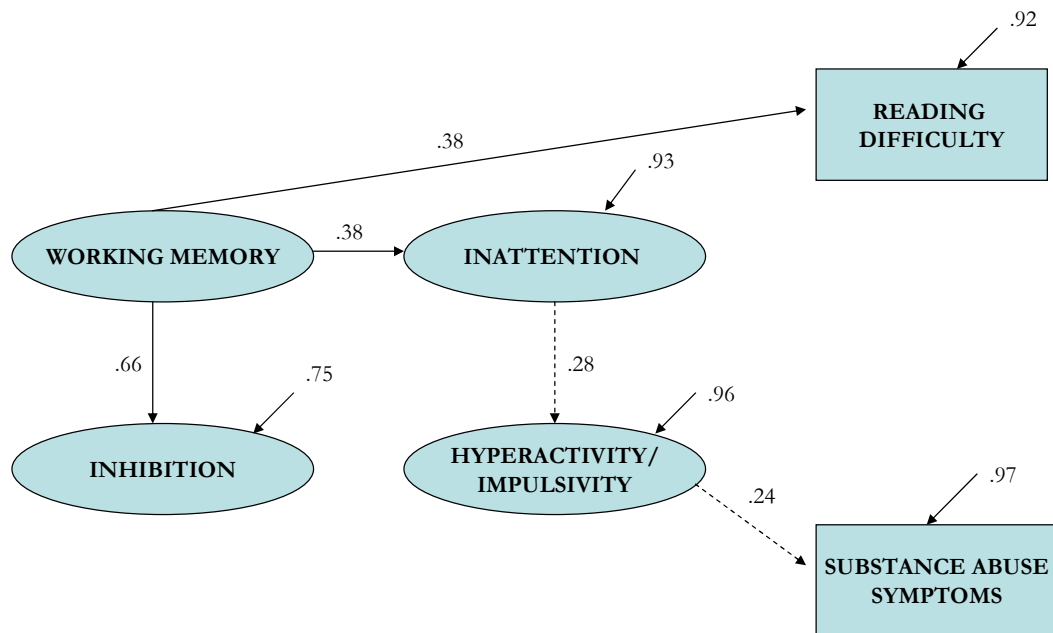 .92
READING
DIFFICULTY
.38
.93
.38
WORKING MEMORY
INATTENTION
.66
.75
.28
.96
INHIBITION
HYPERACTIVITY/
IMPULSIVITY
.24
.97
SUBSTANCE ABUSE
SYMPTOMS